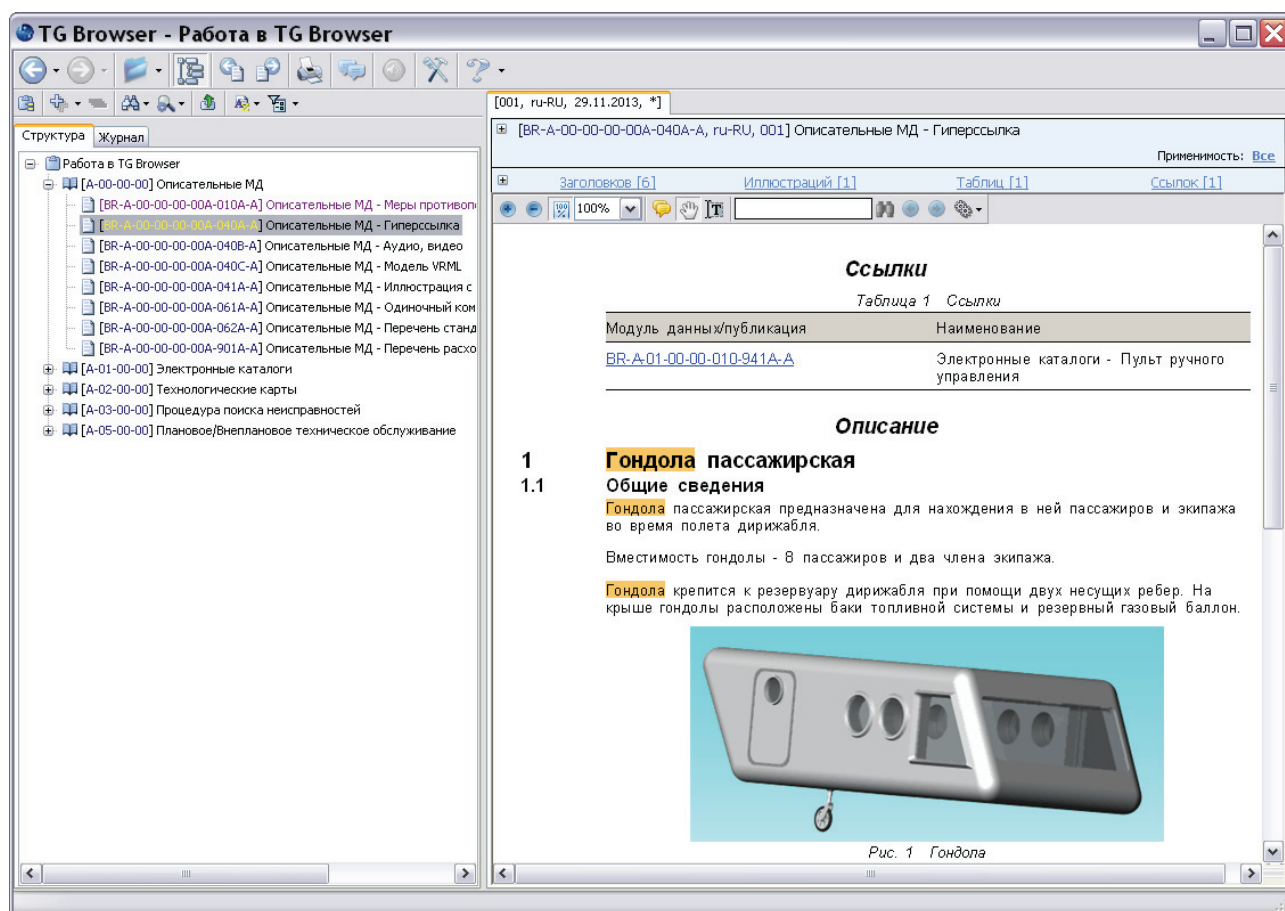 TG Browser - Работа в TG Browser
Структура
Журнал
Работа в TG Browser
[A-00-00-00] Описательные МД
[BR-A-00-00-00-00A-010A-A] Описательные МД - Меры противоп
[BR-A-00-00-00-00A-040A-A] Описательные МД - Гиперссылка
[BR-A-00-00-00-00A-040B-A] Описательные МД - Аудио, видео
[BR-A-00-00-00-00A-040C-A] Описательные МД - Модель VRML
[BR-A-00-00-00-00A-041A-A] Описательные МД - Иллюстрация с
[BR-A-00-00-00-00A-061A-A] Описательные МД - Одиночный ком
[BR-A-00-00-00-00A-062A-A] Описательные МД - Перечень станд
[BR-A-00-00-00-00A-901A-A] Описательные МД - Перечень расхо
[A-01-00-00] Электронные каталоги
[A-02-00-00] Технологические карты
[A-03-00-00] Процедура поиска неисправностей
[A-05-00-00] Плановое/Внеплановое техническое обслуживание
[001, ru-RU, 29.11.2013, *]
[BR-A-00-00-00-00A-040A-A, ru-RU, 001] Описательные МД - Гиперссылка
Применимость: Все
Заголовков [6] Иллюстраций [1] Таблиц [1] Ссылок [1]
100%
Ссылки
Таблица 1 Ссылки
Модуль данных/публикация Наименование
BR-A-01-00-00-010-941A-A Электронные каталоги - Пульт ручного
управления
Описание
1 Гондола пассажирская
1.1 Общие сведения
Гондола пассажирская предназначена для нахождения в ней пассажиров и экипажа
во время полета дирижабля.
Вместимость гондолы - 8 пассажиров и два члена экипажа.
Гондола крепится к резервуару дирижабля при помощи двух несущих ребер. На
крыше гондолы расположены баки топливной системы и резервный газовый баллон.
Рис. 1 Гондола